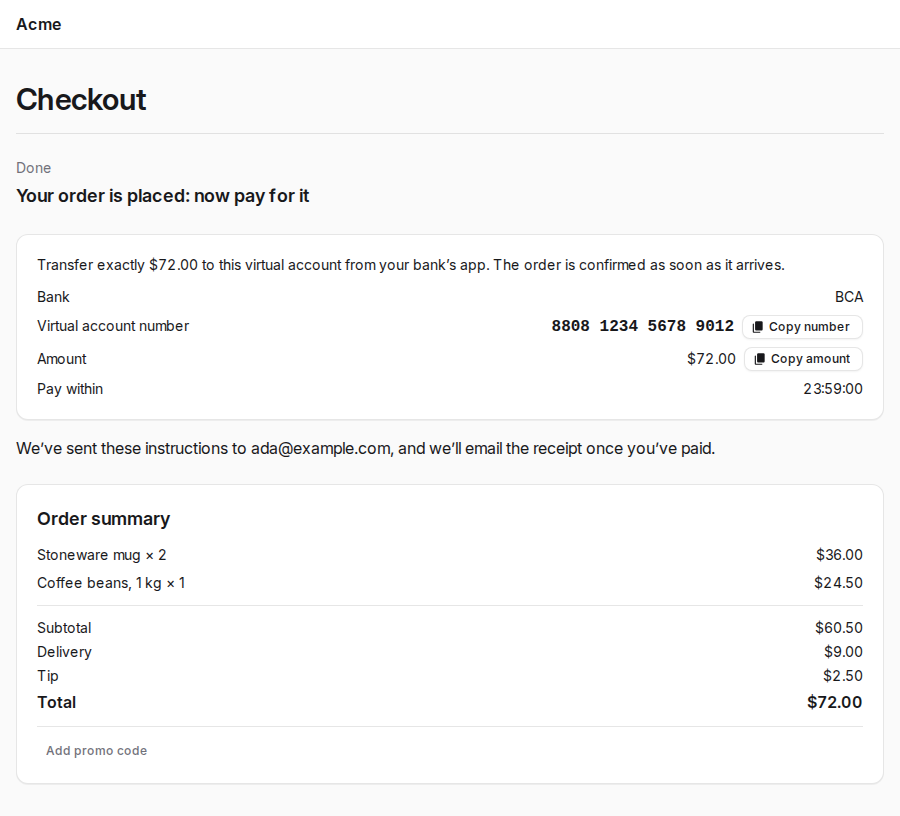 Acme
Checkout
Done
Your order is placed: now pay for it
Transfer exactly $72.00 to this virtual account from your bank’s app. The order is confirmed as soon as it arrives.
Bank BCA
Virtual account number 8808 1234 5678 9012 Copy number
Amount $72.00 Copy amount
Pay within 23:59:00
We’ve sent these instructions to ada@example.com, and we’ll email the receipt once you’ve paid.
Order summary
Stoneware mug × 2 $36.00
Coffee beans, 1 kg × 1 $24.50
Subtotal $60.50
Delivery $9.00
Tip $2.50
Total $72.00
Add promo code